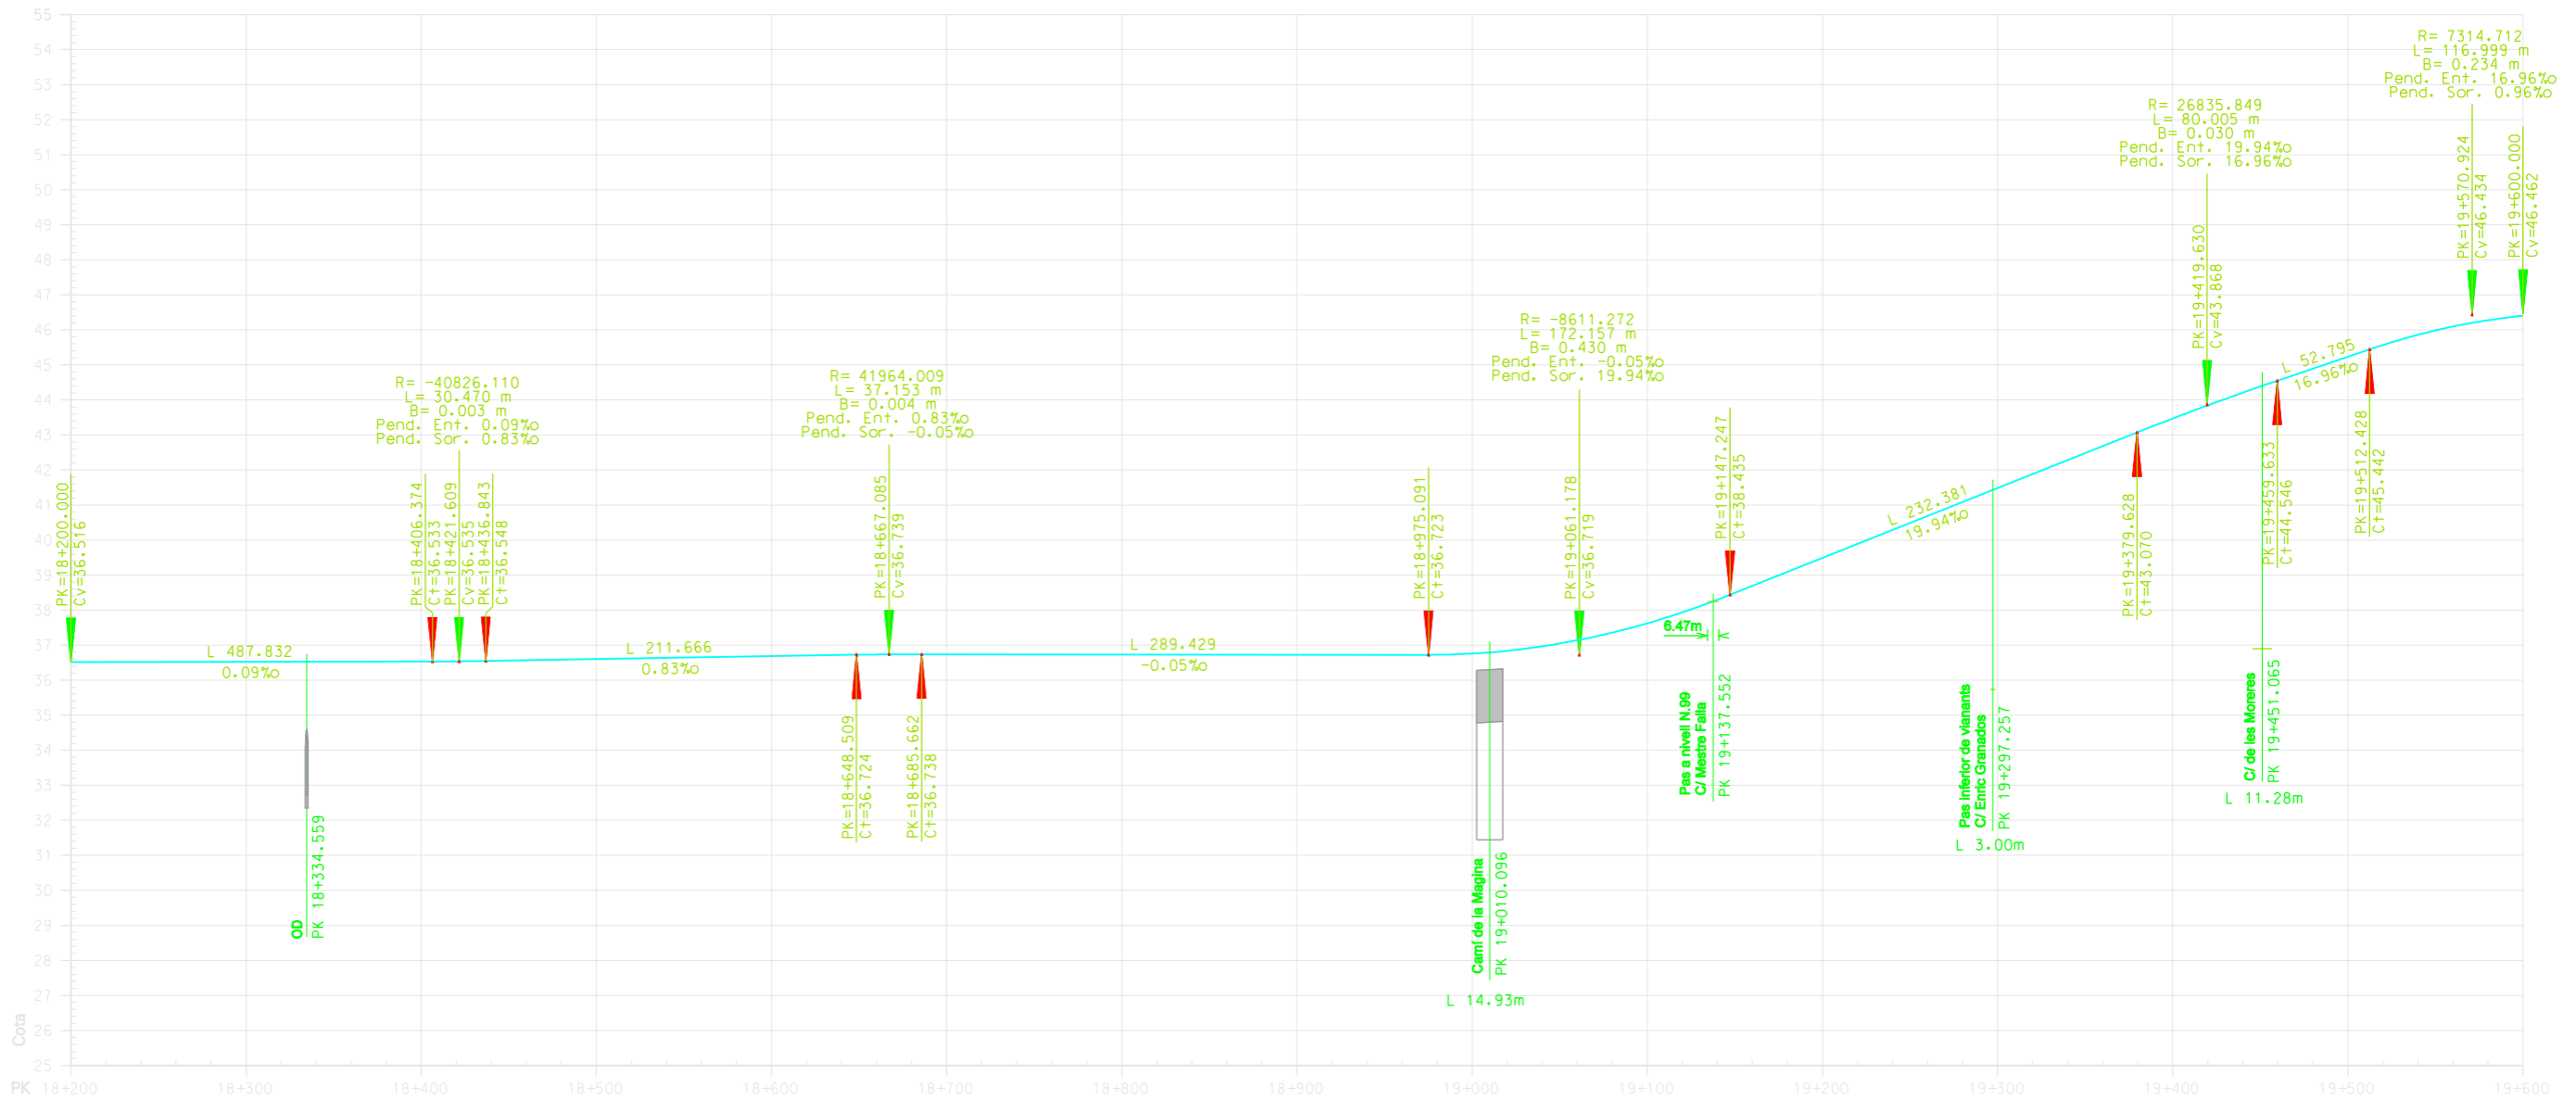 55
54
53
52
51
50
49
48
47
46
45
44
43
42
41
40
39
38
37
36
35
34
33
32
31
30
29
28
27
26
25
Cota
PK
18+200
18+300
18+400
18+500
18+600
18+700
18+800
18+900
19+000
19+100
19+200
19+300
19+400
19+500
19+600
PK=18+200.000
Cv=36.516
L 487.832
0.09‰
OD
PK 18+334.559
R= -40826.110
L= 30.470 m
B= 0.003 m
Pend. Ent. 0.09‰
Pend. Sor. 0.83‰
PK=18+406.374
Ct=36.533
PK=18+421.609
Cv=36.535
PK=18+436.843
Ct=36.548
L 211.666
0.83‰
R= 41964.009
L= 37.153 m
B= 0.004 m
Pend. Ent. 0.83‰
Pend. Sor. -0.05‰
PK=18+648.509
Ct=36.724
PK=18+667.085
Cv=36.739
PK=18+685.662
Ct=36.738
L 289.429
-0.05‰
PK=18+975.091
Ct=36.723
Camí de la Magina
PK 19+010.096
L 14.93m
R= -8611.272
L= 172.157 m
B= 0.430 m
Pend. Ent. -0.05‰
Pend. Sor. 19.94‰
PK=19+061.178
Cv=36.719
6.47m
Pas a nivell N.99
C/ Mestre Falla
PK 19+137.552
PK=19+147.247
Ct=38.435
L 232.381
19.94‰
Pas inferior de vianants
C/ Enric Granados
PK 19+297.257
L 3.00m
PK=19+379.628
Ct=43.070
R= 26835.849
L= 80.005 m
B= 0.030 m
Pend. Ent. 19.94‰
Pend. Sor. 16.96‰
PK=19+419.630
Cv=43.868
C/ de les Moreres
PK 19+451.065
L 11.28m
PK=19+459.633
Ct=44.546
L 52.795
16.96‰
PK=19+512.428
Ct=45.442
R= 7314.712
L= 116.999 m
B= 0.234 m
Pend. Ent. 16.96‰
Pend. Sor. 0.96‰
PK=19+570.924
Cv=46.434
PK=19+600.000
Cv=46.462